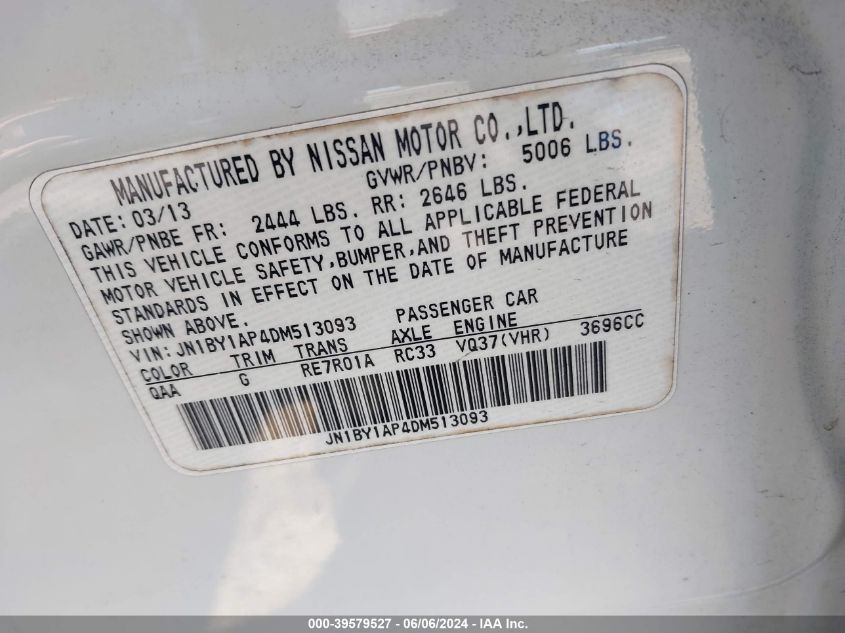 MANUFACTURED BY NISSAN MOTOR CO.,LTD.
DATE: 03/13 GVWR/PNBV: 5006 LBS.
GAWR/PNBE FR: 2444 LBS. RR: 2646 LBS.
THIS VEHICLE CONFORMS TO ALL APPLICABLE FEDERAL
MOTOR VEHICLE SAFETY,BUMPER,AND THEFT PREVENTION
STANDARDS IN EFFECT ON THE DATE OF MANUFACTURE
SHOWN ABOVE.
VIN: JN1BY1AP4DM513093 PASSENGER CAR
COLOR TRIM TRANS AXLE ENGINE
QAA G RE7R01A RC33 VQ37(VHR) 3696CC
JN1BY1AP4DM513093
000-39579527 - 06/06/2024 - IAA Inc.